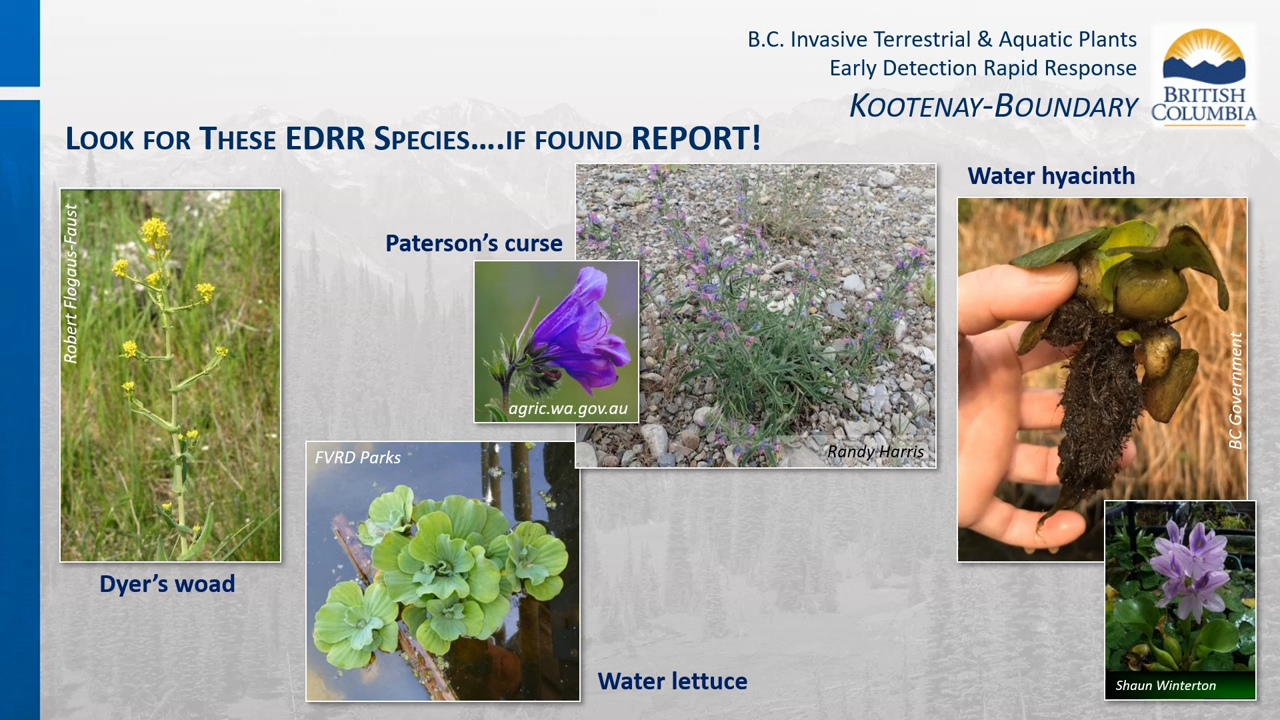 B.C. Invasive Terrestrial & Aquatic Plants
Early Detection Rapid Response
KOOTENAY-BOUNDARY
BRITISH
COLUMBIA
LOOK FOR THESE EDRR SPECIES....IF FOUND REPORT!
Robert Flogaus-Faust
Dyer's woad
Paterson's curse
agric.wa.gov.au
Randy Harris
FVRD Parks
Water lettuce
Water hyacinth
BC Government
Shaun Winterton